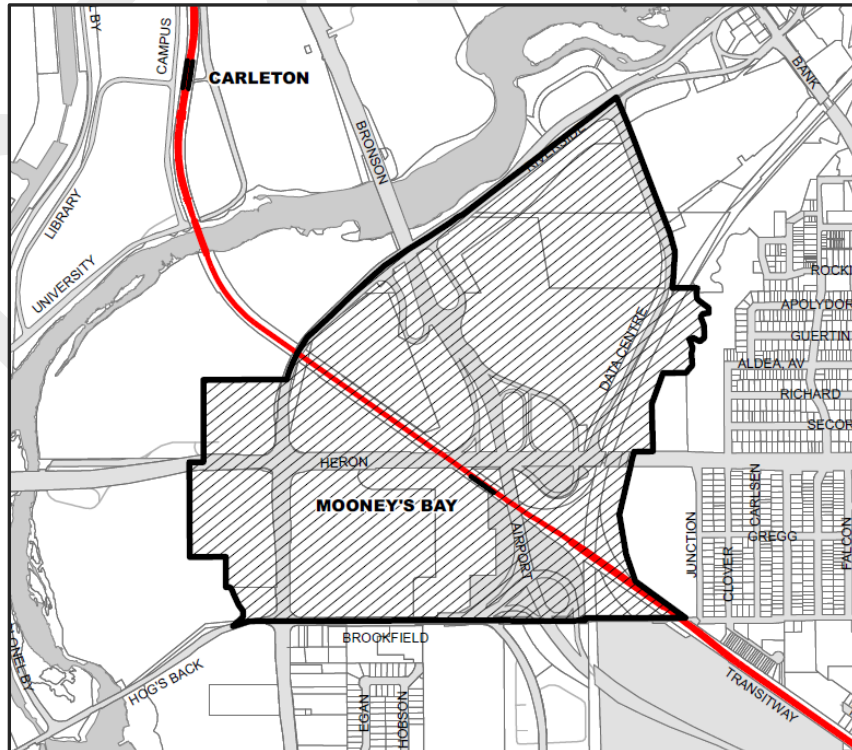 CAMPUS
CARLETON
BRONSON
BANK
RIVERSIDE
LIBRARY
UNIVERSITY
APOLYDOR
GUERTIN
DATA CENTRE
ALDEA, AV
RICHARD
SECOR
HERON
MOONEY'S BAY
AIRPORT
JUNCTION
CLOVER
CARLSEN
GREGG
FALCON
BROOKFIELD
HOG'S BACK
EGAN
HOBSON
TRANSITWAY